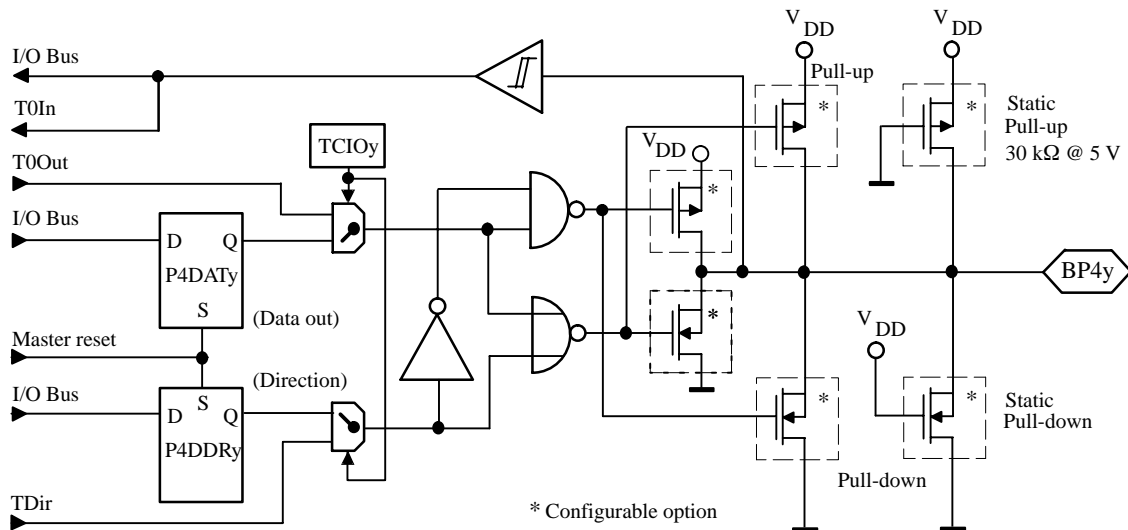 I/O Bus
V
DD
V
DD
Pull-up
*
*
Static
Pull-up
30 kΩ @ 5 V
T0In
TCIOy
V
DD
T0Out
*
I/O Bus
D
Q
P4DATy
S
BP4y
(Data out)
*
V
DD
Master reset
(Direction)
I/O Bus
S
D
Q
P4DDRy
*
*
Static
Pull-down
Pull-down
TDir
* Configurable option